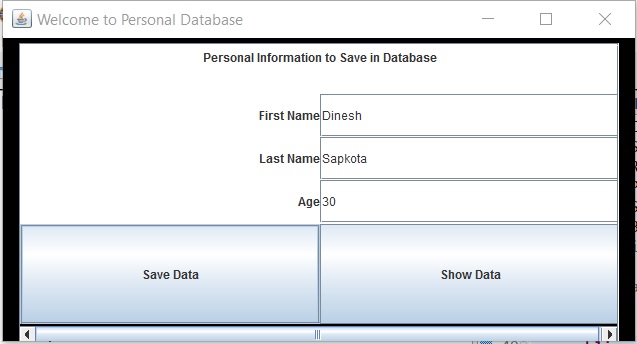 Welcome to Personal Database
Personal Information to Save in Database
First Name Dinesh
Last Name Sapkota
Age 30
Save Data Show Data